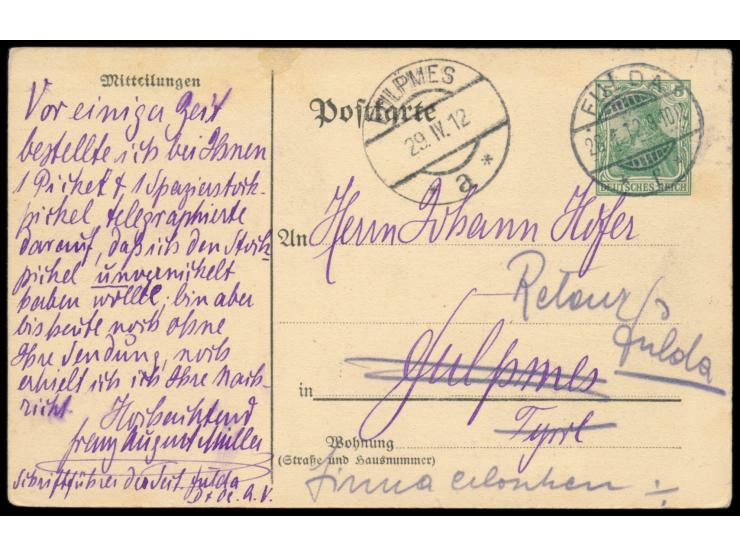 Mitteilungen
Vor einiger Zeit
bestellte ich bei Ihnen
1 Pickel & 1 Spazierstock-
pickel telegraphierte
darauf, daß ich den Stock-
pickel unvernickelt
haben wollte, bin aber
bis heute noch ohne
Ihre Sendung, noch
erhielt ich Ihre Nach-
richt.
Hochachtend
Franz August Müller
Schriftführer der Sekt. Fulda
D. & Oe. A. V.
Postkarte
FULPMES
29.IV.12
* a *
FULDA
DEUTSCHES REICH
An Herrn Johann Hofer
Retour
Fulda
in Fulpmes
Tyrol
Wohnung
(Straße und Hausnummer)
Firma erloschen